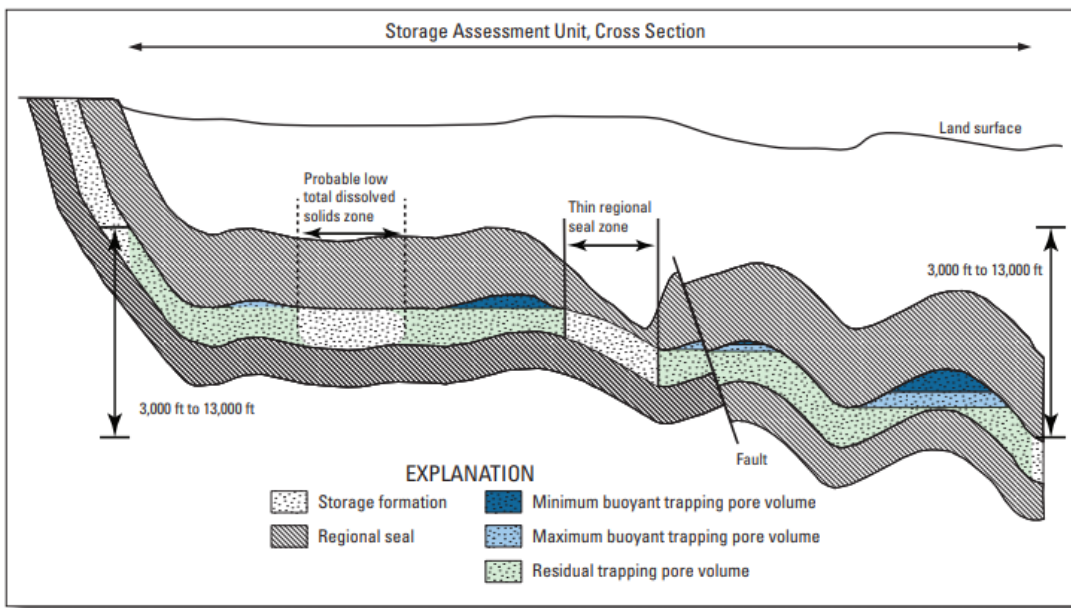 Storage Assessment Unit, Cross Section
Land surface
Probable low
total dissolved
solids zone
Thin regional
seal zone
3,000 ft to 13,000 ft
3,000 ft to 13,000 ft
Fault
EXPLANATION
Storage formation
Regional seal
Minimum buoyant trapping pore volume
Maximum buoyant trapping pore volume
Residual trapping pore volume